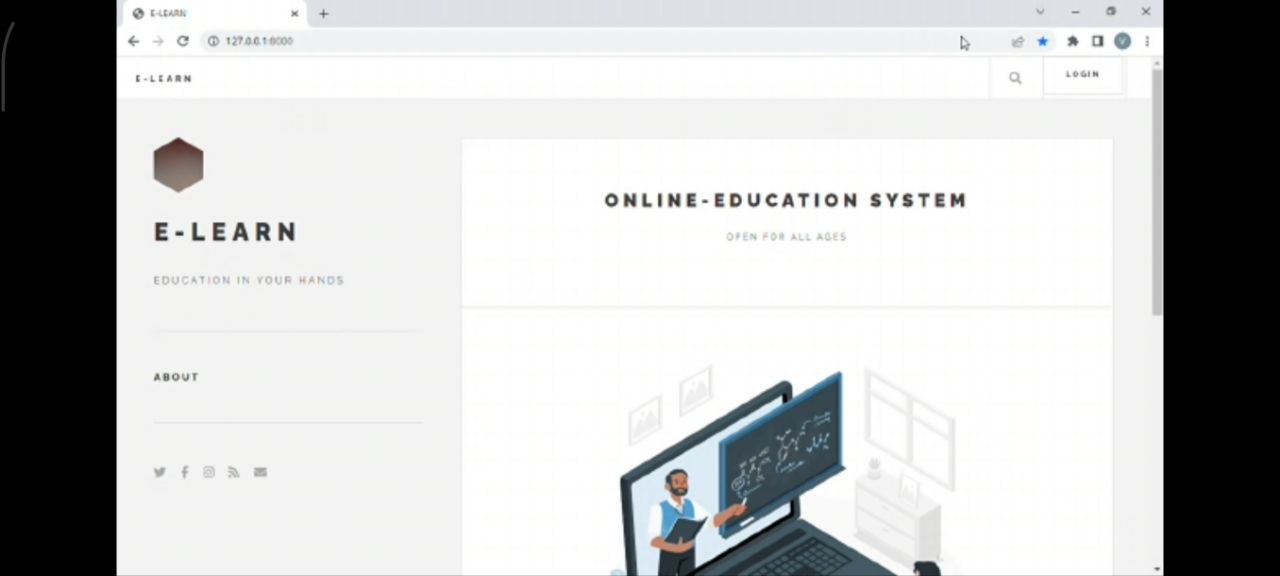 E-LEARN
127.0.0.1:8000
E-LEARN
LOGIN
E-LEARN
EDUCATION IN YOUR HANDS
ABOUT
ONLINE-EDUCATION SYSTEM
OPEN FOR ALL AGES